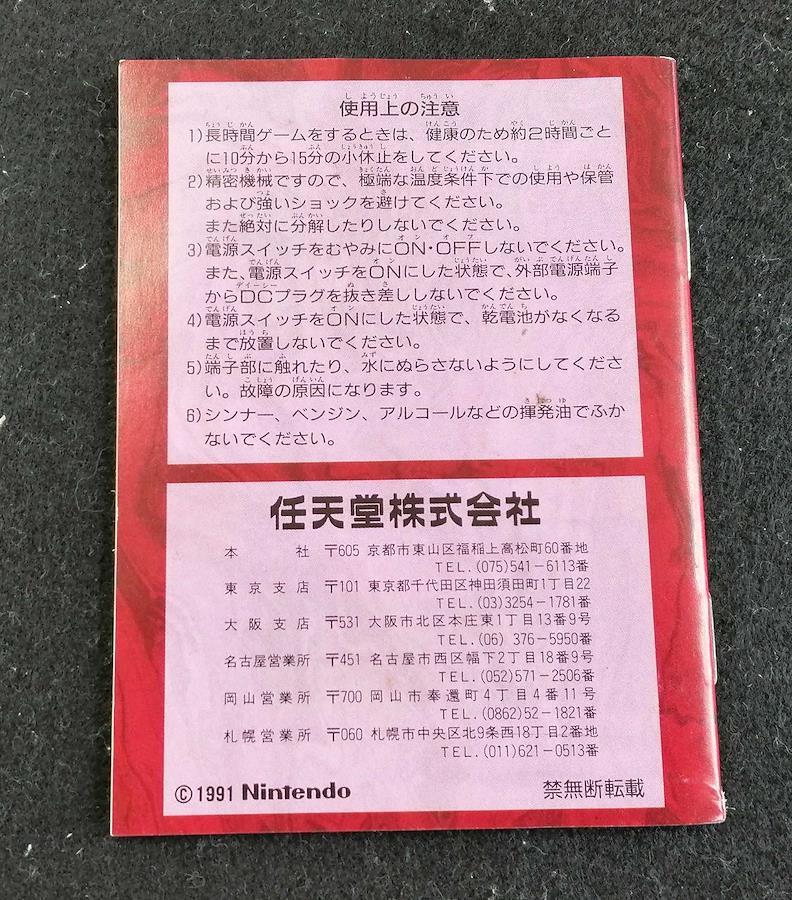 使用上の注意
1)長時間ゲームをするときは、健康のため約2時間ごと
に10分から15分の小休止をしてください。
2)精密機械ですので、極端な温度条件下での使用や保管
および強いショックを避けてください。
また絶対に分解したりしないでください。
3)電源スイッチをむやみにON・OFFしないでください。
また、電源スイッチをONにした状態で、外部電源端子
からDCプラグを抜き差ししないでください。
4)電源スイッチをONにした状態で、乾電池がなくなる
まで放置しないでください。
5)端子部に触れたり、水にぬらさないようにしてくださ
い。故障の原因になります。
6)シンナー、ベンジン、アルコールなどの揮発油でふか
ないでください。
任天堂株式会社
本社 〒605 京都市東山区福稲上高松町60番地
TEL.(075)541-6113番
東京支店 〒101 東京都千代田区神田須田町1丁目22
TEL.(03)3254-1781番
大阪支店 〒531 大阪市北区本庄東1丁目13番9号
TEL.(06) 376-5950番
名古屋営業所 〒451 名古屋市西区幅下2丁目18番9号
TEL.(052)571-2506番
岡山営業所 〒700 岡山市奉還町4丁目4番11号
TEL.(0862)52-1821番
札幌営業所 〒060 札幌市中央区北9条西18丁目2番地
TEL.(011)621-0513番
©1991 Nintendo 禁無断転載